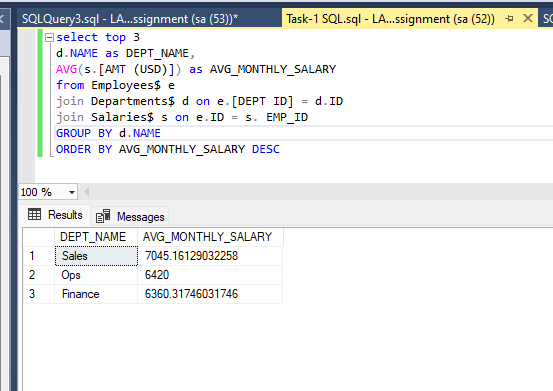 SQLQuery3.sql - LA...ssignment (sa (53))*
Task-1 SQL.sql - LA...ssignment (sa (52))
select top 3
d.NAME as DEPT_NAME,
AVG(s.[AMT (USD)]) as AVG_MONTHLY_SALARY
from Employees$ e
join Departments$ d on e.[DEPT ID] = d.ID
join Salaries$ s on e.ID = s. EMP_ID
GROUP BY d.NAME
ORDER BY AVG_MONTHLY_SALARY DESC
100 %
Results Messages
DEPT_NAME AVG_MONTHLY_SALARY
1 Sales 7045.16129032258
2 Ops 6420
3 Finance 6360.31746031746